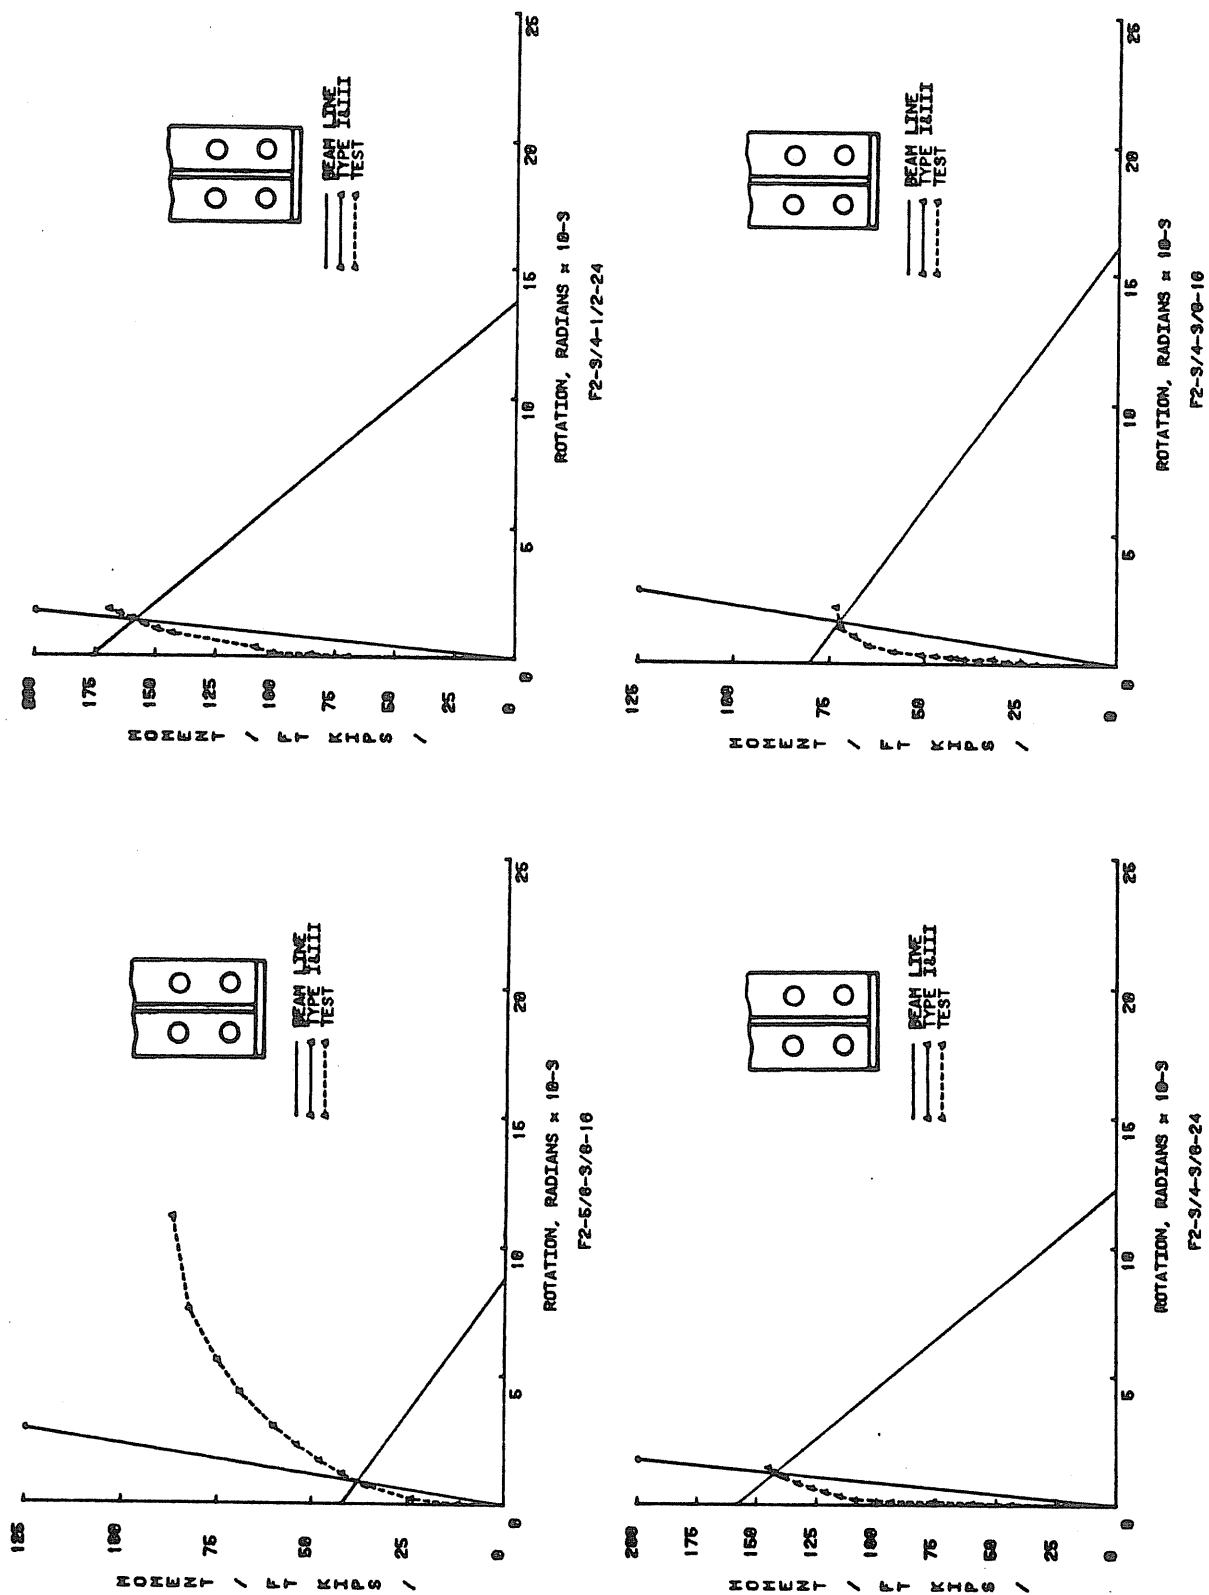 125
100
75
50
25
0
MOMENT / FT KIPS /
BEAM LINE
TYPE I&III
TEST
0 5 10 15 20 25
ROTATION, RADIANS × 10-3
F2-5/8-3/8-16
200
175
150
125
100
75
50
25
0
MOMENT / FT KIPS /
BEAM LINE
TYPE I&III
TEST
0 5 10 15 20 25
ROTATION, RADIANS × 10-3
F2-3/4-1/2-24
200
175
150
125
100
75
50
25
0
MOMENT / FT KIPS /
BEAM LINE
TYPE I&III
TEST
0 5 10 15 20 25
ROTATION, RADIANS × 10-3
F2-3/4-3/8-24
125
100
75
50
25
0
MOMENT / FT KIPS /
BEAM LINE
TYPE I&III
TEST
0 5 10 15 20 25
ROTATION, RADIANS × 10-3
F2-3/4-3/8-16